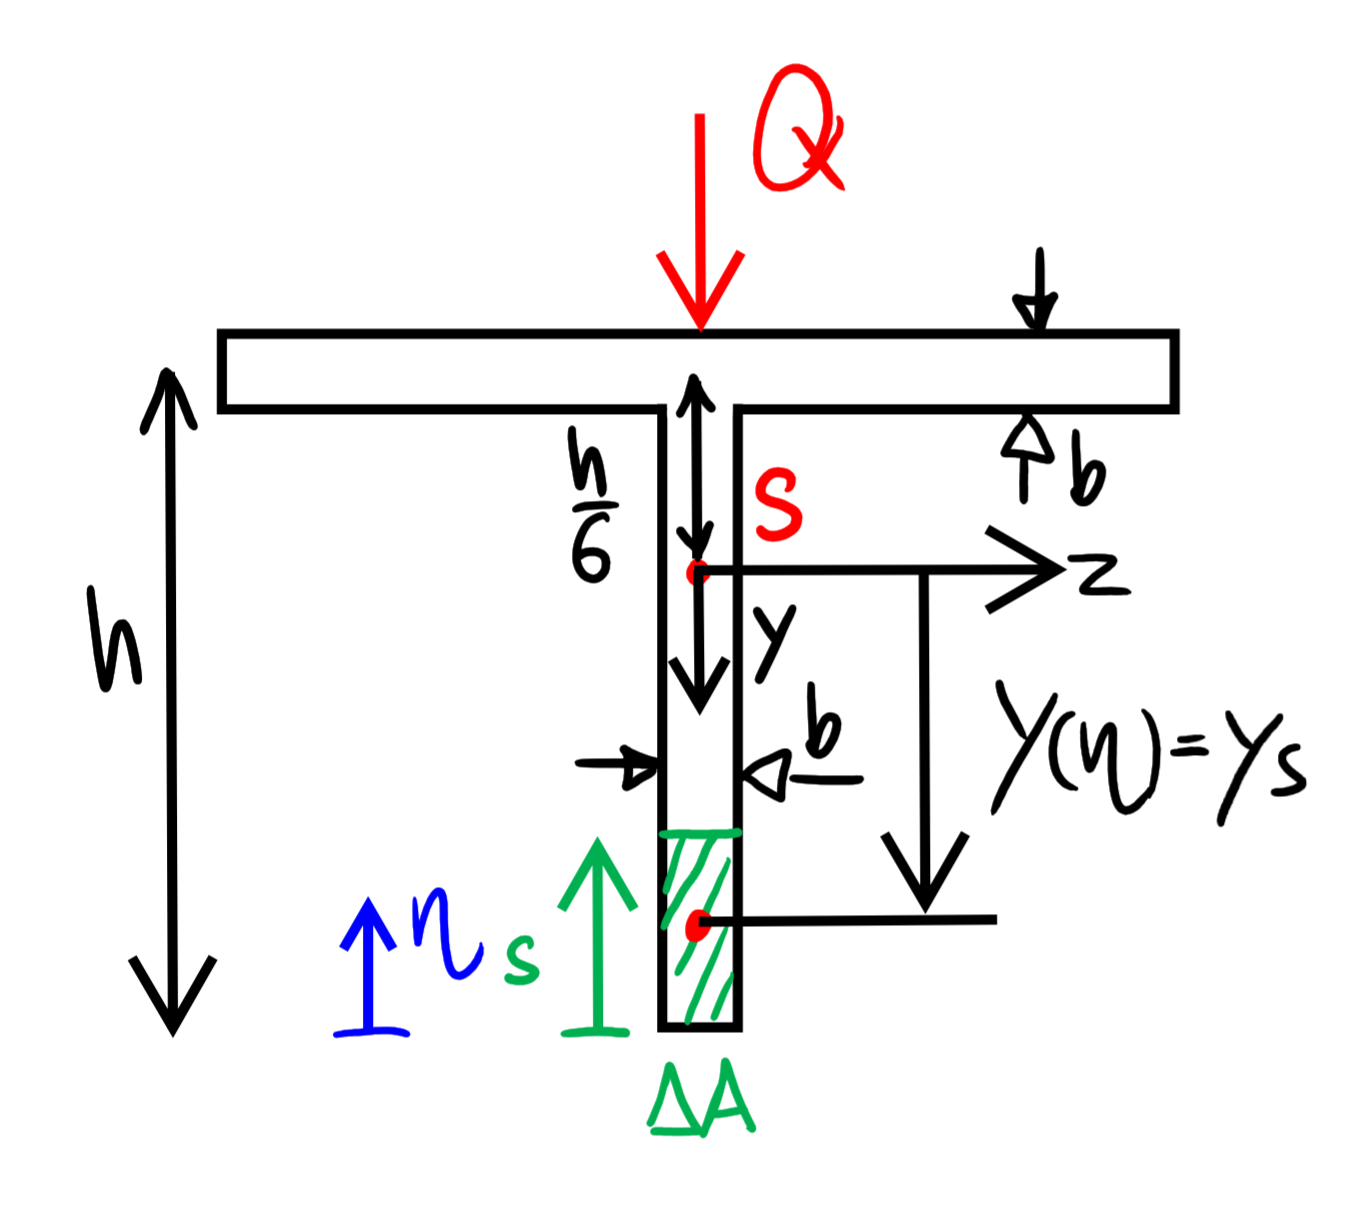 Q
h/6
S
b
z
h
y
b
y(η) = ys
η
s
ΔA